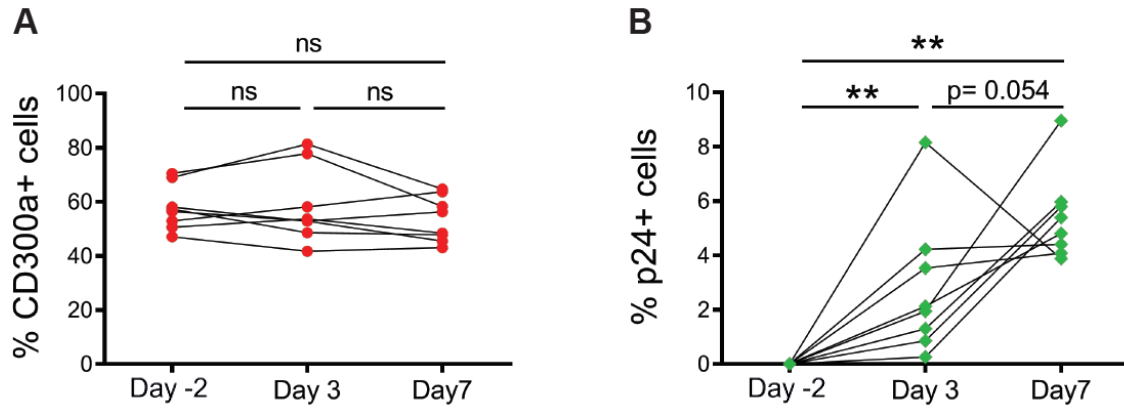 A
ns
ns
ns
% CD300a+ cells
100
80
60
40
20
0
Day -2
Day 3
Day7
B
**
**
p= 0.054
% p24+ cells
10
8
6
4
2
0
Day -2
Day 3
Day7